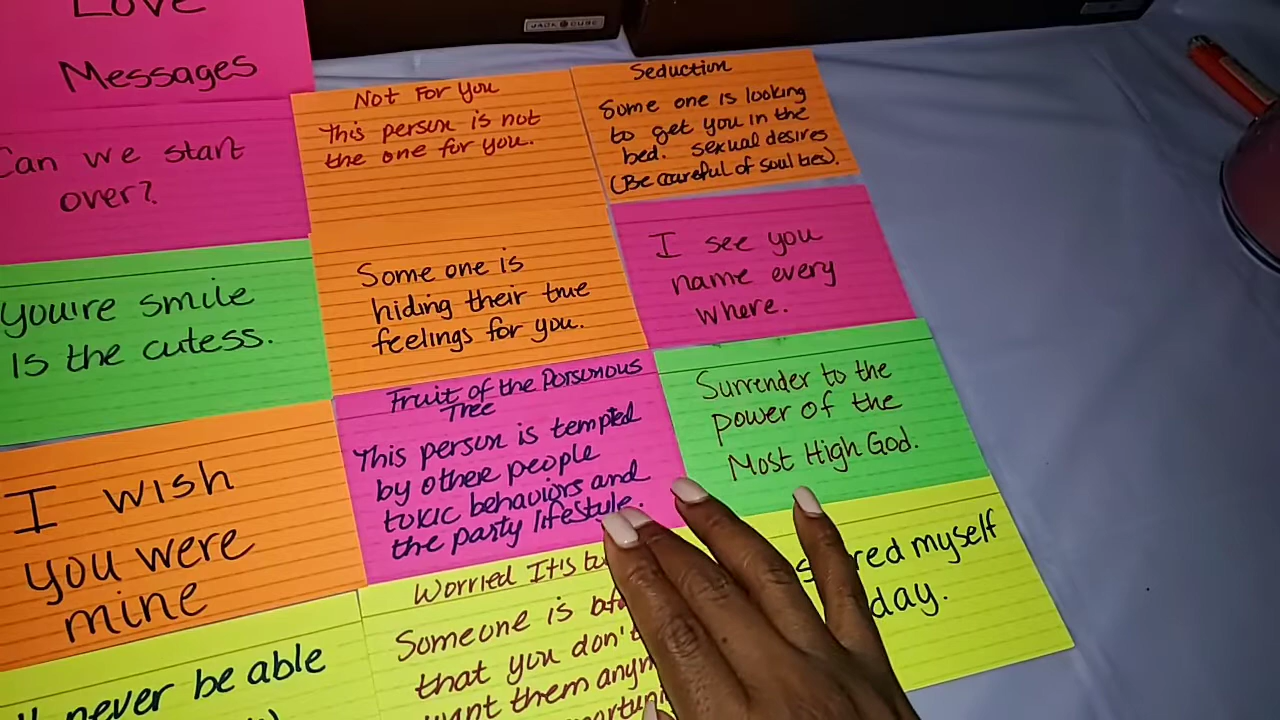 Love
Messages
Can we start
over?
you're smile
Is the cutess.
I wish
you were
mine
never be able
Not For You
This person is not
the one for you.
Some one is
hiding their true
feelings for you.
Fruit of the Poisonous
Tree
This person is tempted
by other people
toxic behaviors and
the party lifestyle.
Worried It's
Someone is
that you don't
want them
Seduction
Some one is looking
to get you in the
bed. sexual desires
(Be careful of soul ties).
I see you
name every
where.
Surrender to the
power of the
Most High God.
myself
day.
JACK CUBE